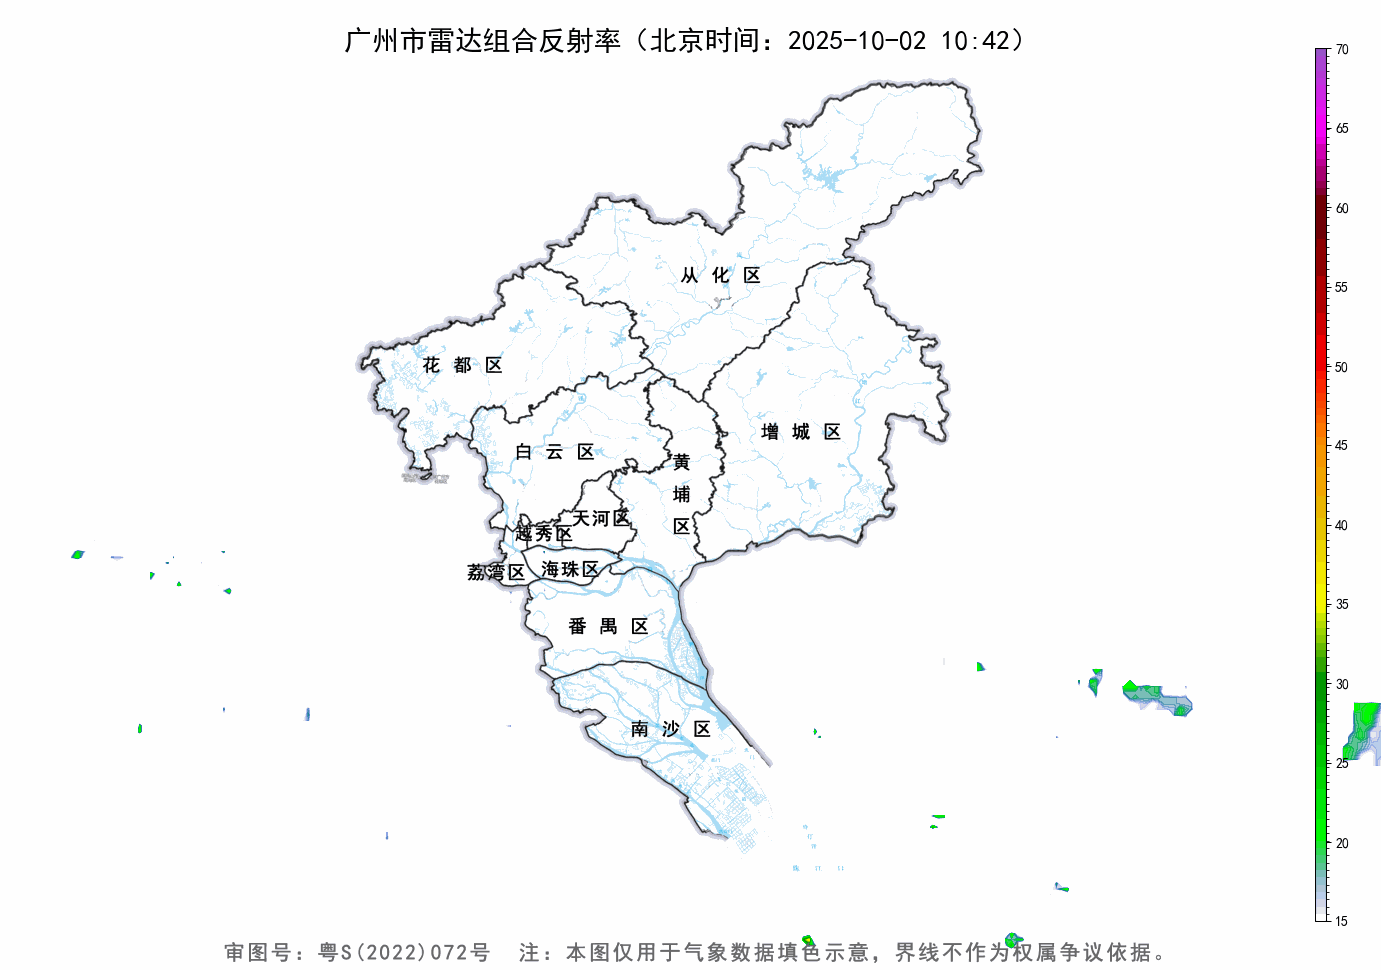 广州市雷达组合反射率（北京时间：2025-10-02 10:42）
70
65
60
55
50
45
40
35
30
25
20
15
从化区
花都区
增城区
白云区
黄埔区
天河区
越秀区
海珠区
荔湾区
番禺区
南沙区
审图号：粤S(2022)072号 注：本图仅用于气象数据填色示意，界线不作为权属争议依据。